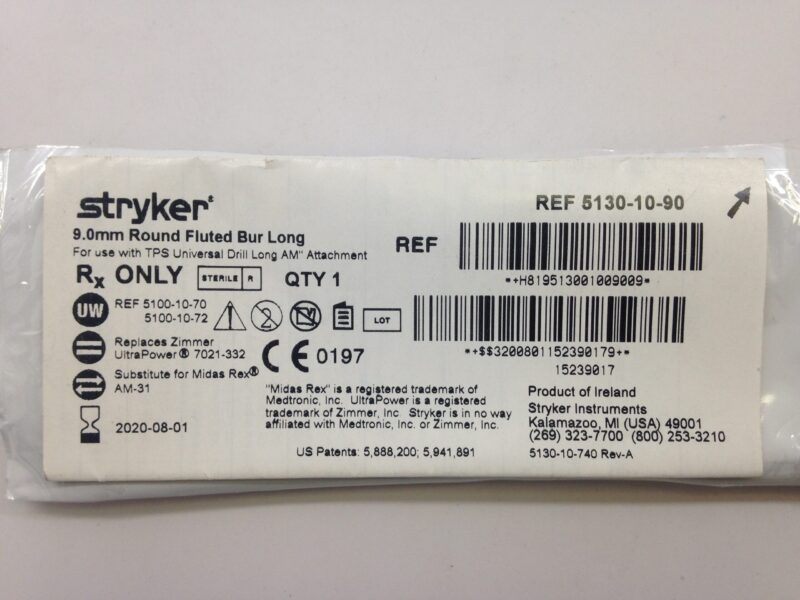 stryker®
REF 5130-10-90
9.0mm Round Fluted Bur Long
For use with TPS Universal Drill Long AM™ Attachment
REF
*+H819513001009009*
Rx ONLY
STERILE R
QTY 1
UW
REF 5100-10-70
5100-10-72
2
LOT
*+$$3200801152390179+*
15239017
Replaces Zimmer
UltraPower® 7021-332
CE 0197
Substitute for Midas Rex®
AM-31
"Midas Rex" is a registered trademark of
Medtronic, Inc. UltraPower is a registered
trademark of Zimmer, Inc. Stryker is in no way
affiliated with Medtronic, Inc. or Zimmer, Inc.
Product of Ireland
Stryker Instruments
Kalamazoo, MI (USA) 49001
(269) 323-7700 (800) 253-3210
2020-08-01
US Patents: 5,888,200; 5,941,891
5130-10-740 Rev-A